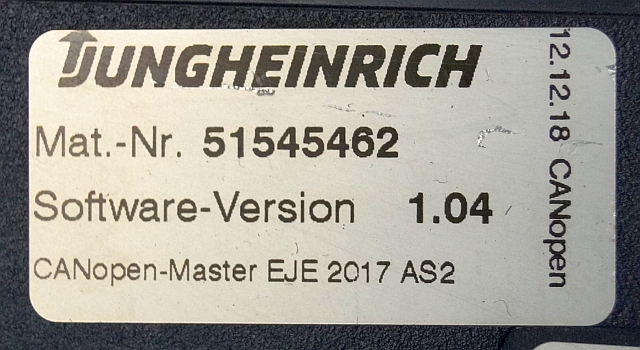 JUNGHEINRICH
Mat.-Nr. 51545462
Software-Version 1.04
CANopen-Master EJE 2017 AS2
12.12.18 CANopen